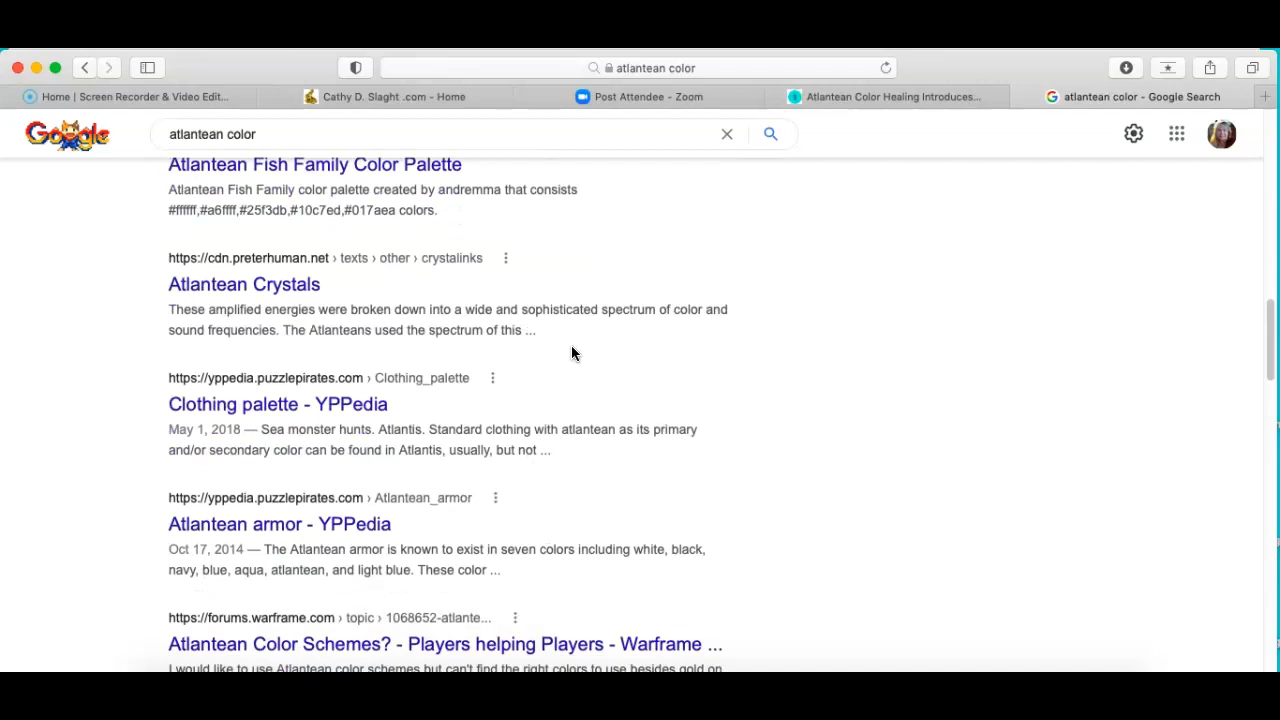 atlantean color
Home | Screen Recorder & Video Edit...
Cathy D. Slaght .com - Home
Post Attendee - Zoom
Atlantean Color Healing Introduces...
atlantean color - Google Search
Google
atlantean color
Atlantean Fish Family Color Palette
Atlantean Fish Family color palette created by andremma that consists
#ffffff,#a6ffff,#25f3db,#10c7ed,#017aea colors.
https://cdn.preterhuman.net › texts › other › crystalinks
Atlantean Crystals
These amplified energies were broken down into a wide and sophisticated spectrum of color and
sound frequencies. The Atlanteans used the spectrum of this ...
https://yppedia.puzzlepirates.com › Clothing_palette
Clothing palette - YPPedia
May 1, 2018 — Sea monster hunts. Atlantis. Standard clothing with atlantean as its primary
and/or secondary color can be found in Atlantis, usually, but not ...
https://yppedia.puzzlepirates.com › Atlantean_armor
Atlantean armor - YPPedia
Oct 17, 2014 — The Atlantean armor is known to exist in seven colors including white, black,
navy, blue, aqua, atlantean, and light blue. These color ...
https://forums.warframe.com › topic › 1068652-atlante...
Atlantean Color Schemes? - Players helping Players - Warframe ...
I would like to use Atlantean color schemes but can't find the right colors to use besides gold on